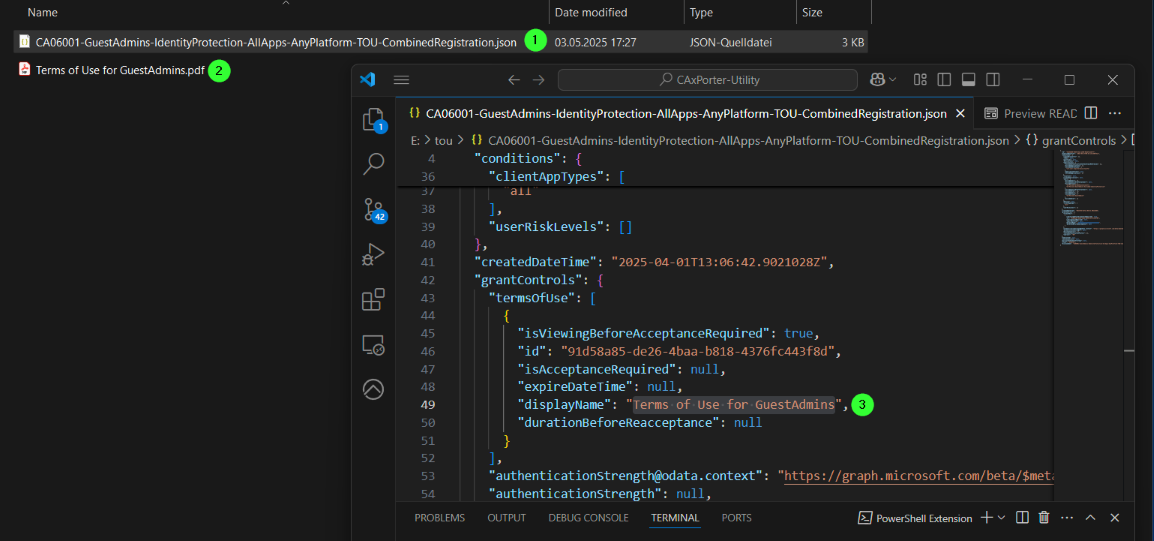 Name Date modified Type Size
CA06001-GuestAdmins-IdentityProtection-AllApps-AnyPlatform-TOU-CombinedRegistration.json 1 03.05.2025 17:27 JSON-Quelldatei 3 KB
Terms of Use for GuestAdmins.pdf 2
CAxPorter-Utility
{} CA06001-GuestAdmins-IdentityProtection-AllApps-AnyPlatform-TOU-CombinedRegistration.json Preview READ
E: > tou > {} CA06001-GuestAdmins-IdentityProtection-AllApps-AnyPlatform-TOU-CombinedRegistration.json > {} grantControls >
1
42
4 "conditions": {
36 "clientAppTypes": [
37 "all"
38 ],
39 "userRiskLevels": []
40 },
41 "createdDateTime": "2025-04-01T13:06:42.9021028Z",
42 "grantControls": {
43 "termsOfUse": [
44 {
45 "isViewingBeforeAcceptanceRequired": true,
46 "id": "91d58a85-de26-4baa-b818-4376fc443f8d",
47 "isAcceptanceRequired": null,
48 "expireDateTime": null,
49 "displayName": "Terms of Use for GuestAdmins", 3
50 "durationBeforeReacceptance": null
51 }
52 ],
53 "authenticationStrength@odata.context": "https://graph.microsoft.com/beta/$meta
54 "authenticationStrength": null,
PROBLEMS OUTPUT DEBUG CONSOLE TERMINAL PORTS PowerShell Extension